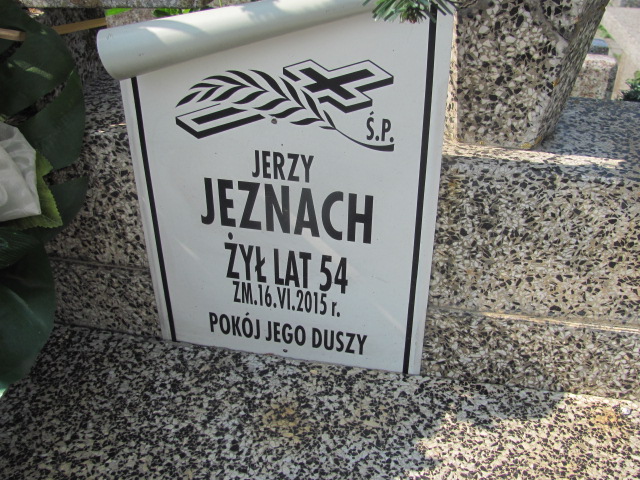 Ś.P.
JERZY
JEZNACH
ŻYŁ LAT 54
ZM.16.VI.2015 r.
POKÓJ JEGO DUSZY